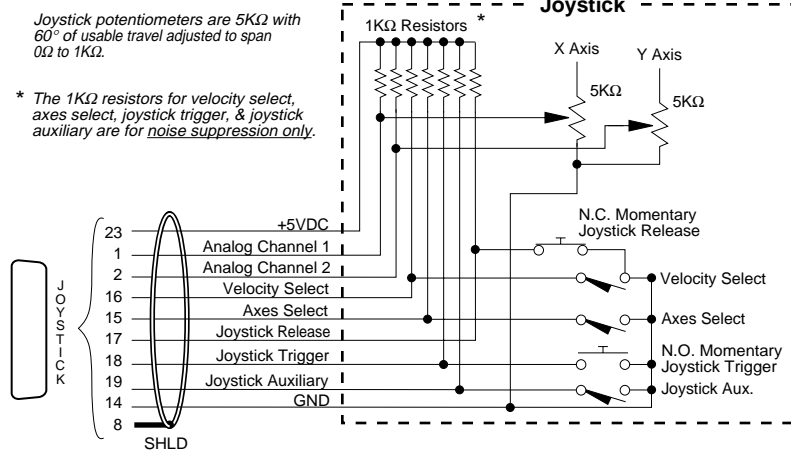 Joystick potentiometers are 5KΩ with
60° of usable travel adjusted to span
0Ω to 1KΩ.
* The 1KΩ resistors for velocity select,
axes select, joystick trigger, & joystick
auxiliary are for noise suppression only.
Joystick
1KΩ Resistors *
X Axis
Y Axis
5KΩ
5KΩ
N.C. Momentary
Joystick Release
Velocity Select
Axes Select
N.O. Momentary
Joystick Trigger
Joystick Aux.
JOYSTICK
23 +5VDC
1 Analog Channel 1
2 Analog Channel 2
16 Velocity Select
15 Axes Select
17 Joystick Release
18 Joystick Trigger
19 Joystick Auxiliary
14 GND
8
SHLD